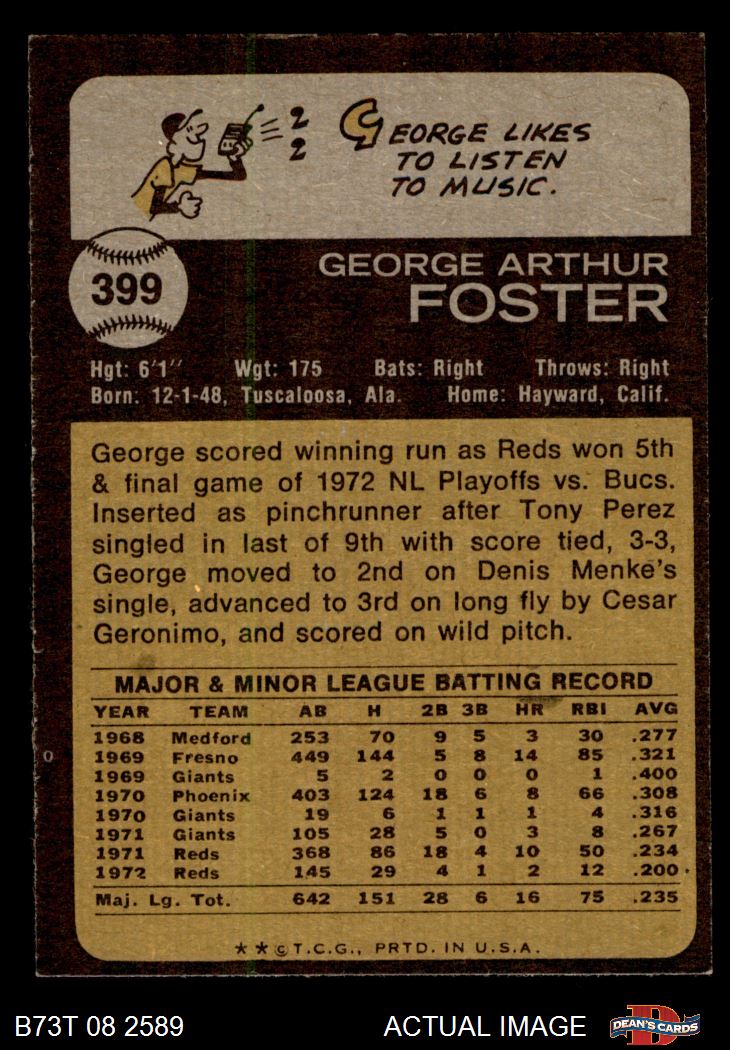 2
2
GEORGE LIKES
TO LISTEN
TO MUSIC.
399
GEORGE ARTHUR
FOSTER
Hgt: 6'1" Wgt: 175 Bats: Right Throws: Right
Born: 12-1-48, Tuscaloosa, Ala. Home: Hayward, Calif.
George scored winning run as Reds won 5th
& final game of 1972 NL Playoffs vs. Bucs.
Inserted as pinchrunner after Tony Perez
singled in last of 9th with score tied, 3-3,
George moved to 2nd on Denis Menke's
single, advanced to 3rd on long fly by Cesar
Geronimo, and scored on wild pitch.
MAJOR & MINOR LEAGUE BATTING RECORD
YEAR TEAM AB H 2B 3B HR RBI AVG
1968 Medford 253 70 9 5 3 30 .277
1969 Fresno 449 144 5 8 14 85 .321
1969 Giants 5 2 0 0 0 1 .400
1970 Phoenix 403 124 18 6 8 66 .308
1970 Giants 19 6 1 1 1 4 .316
1971 Giants 105 28 5 0 3 8 .267
1971 Reds 368 86 18 4 10 50 .234
1972 Reds 145 29 4 1 2 12 .200
Maj. Lg. Tot. 642 151 28 6 16 75 .235
* * © T.C.G., PRTD. IN U.S.A.
B73T 08 2589 ACTUAL IMAGE
D
DEAN'S CARDS